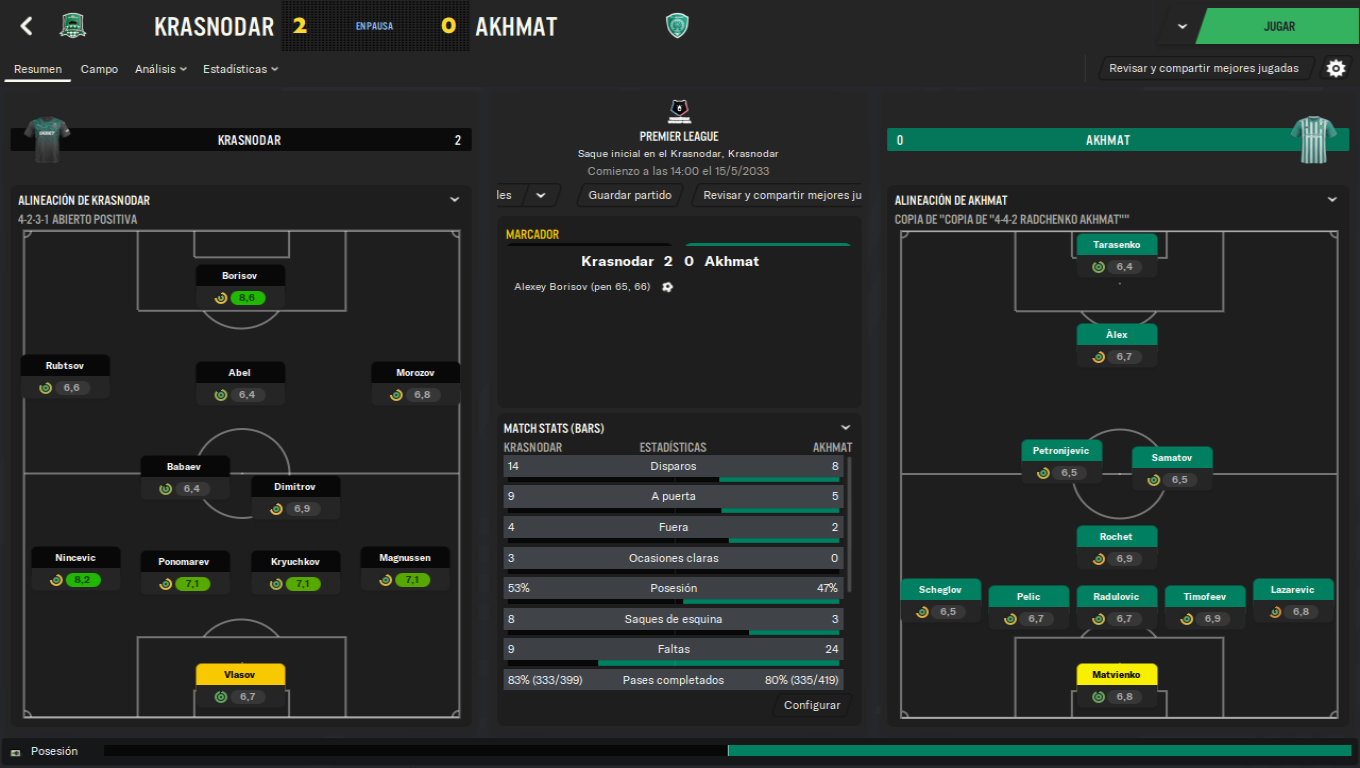 KRASNODAR 2 EN PAUSA 0 AKHMAT
JUGAR
Resumen Campo Análisis Estadísticas
Revisar y compartir mejores jugadas
KRASNODAR 2
PREMIER LEAGUE
Saque inicial en el Krasnodar, Krasnodar
Comienzo a las 14:00 el 15/5/2033
les Guardar partido Revisar y compartir mejores ju
0 AKHMAT
ALINEACIÓN DE KRASNODAR
4-2-3-1 ABIERTO POSITIVA
Borisov
8,6
Rubtsov
6,6
Abel
6,4
Morozov
6,8
Babaev
6,4
Dimitrov
6,9
Nincevic
8,2
Ponomarev
7,1
Kryuchkov
7,1
Magnussen
7,1
Vlasov
6,7
MARCADOR
Krasnodar 2 0 Akhmat
Alexey Borisov (pen 65, 66)
MATCH STATS (BARS)
KRASNODAR ESTADÍSTICAS AKHMAT
14 Disparos 8
9 A puerta 5
4 Fuera 2
3 Ocasiones claras 0
53% Posesión 47%
8 Saques de esquina 3
9 Faltas 24
83% (333/399) Pases completados 80% (335/419)
Configurar
ALINEACIÓN DE AKHMAT
COPIA DE "COPIA DE "4-4-2 RADCHENKO AKHMAT""
Tarasenko
6,4
Àlex
6,7
Petronijevic
6,5
Samatov
6,5
Rochet
6,9
Scheglov
6,5
Pelic
6,7
Radulovic
6,7
Timofeev
6,9
Lazarevic
6,8
Matvienko
6,8
Posesión